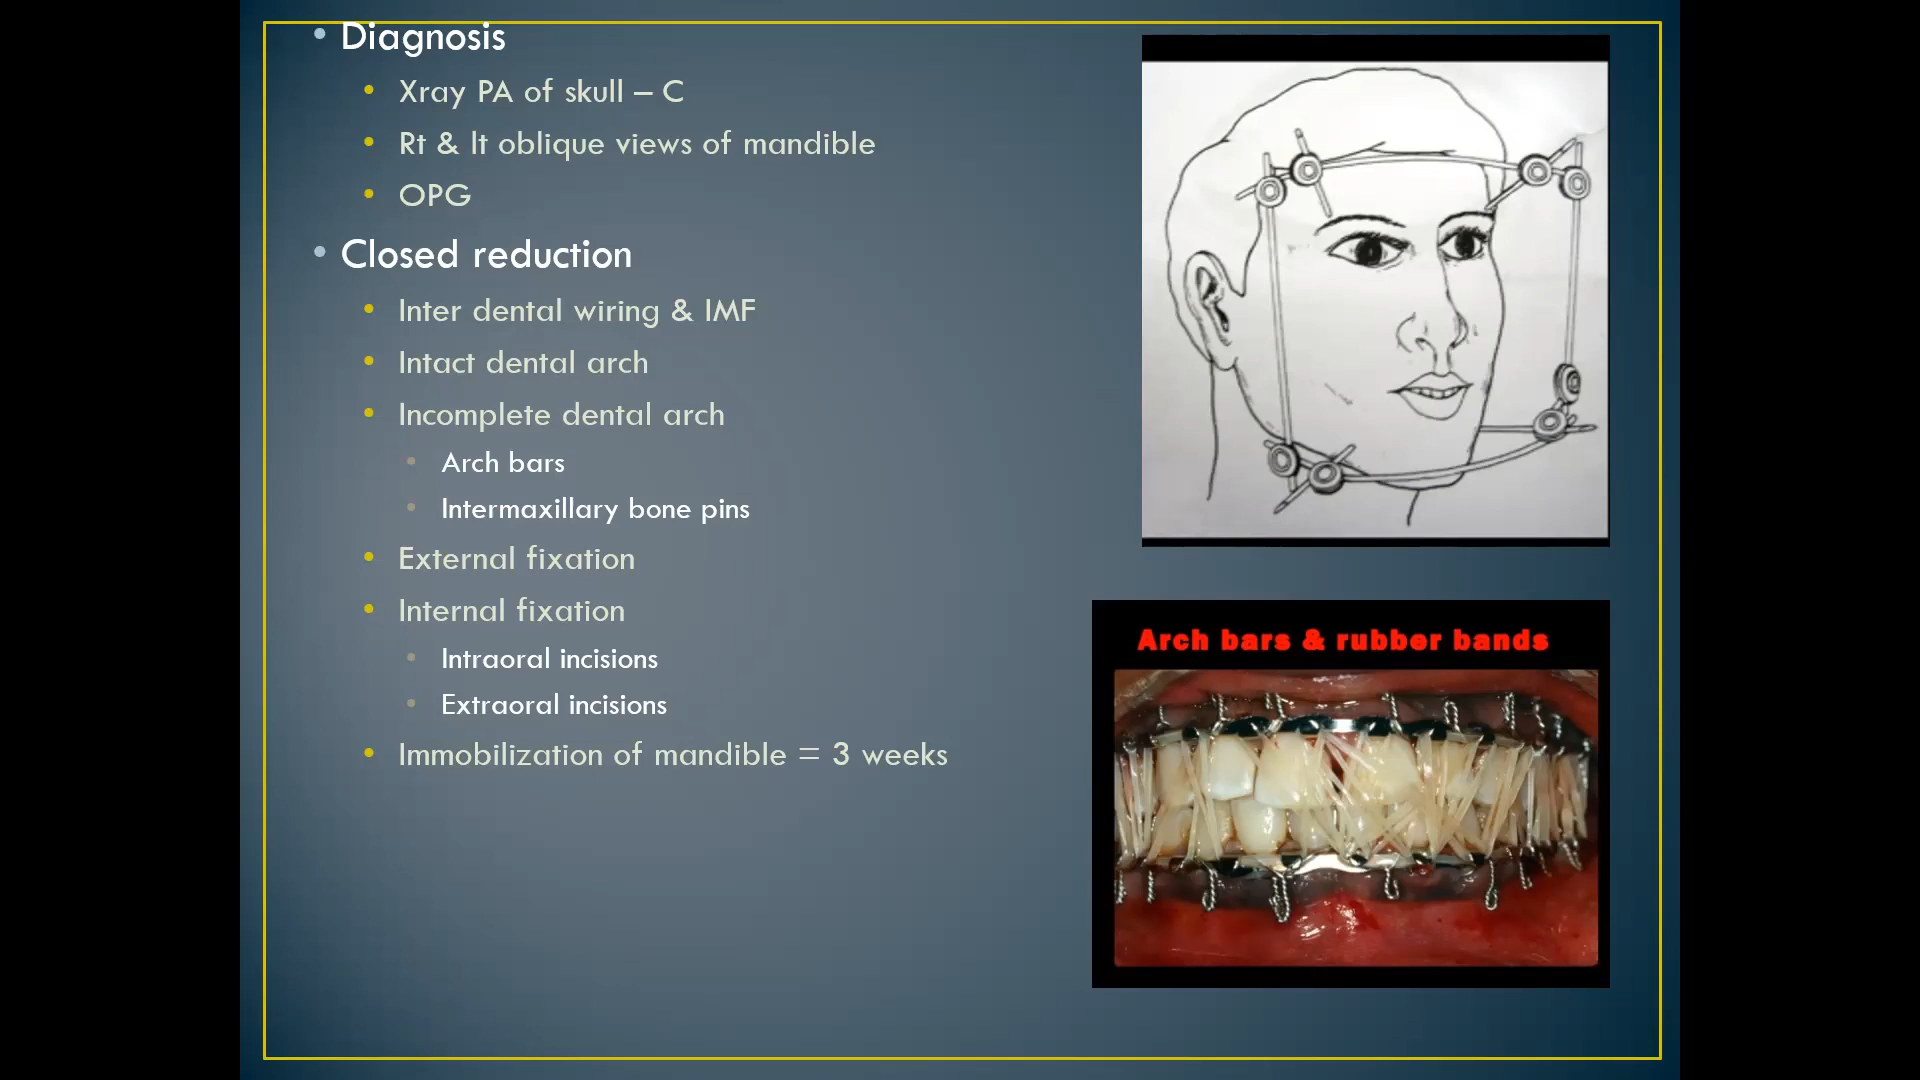 • Diagnosis
• Xray PA of skull – C
• Rt & lt oblique views of mandible
• OPG
• Closed reduction
• Inter dental wiring & IMF
• Intact dental arch
• Incomplete dental arch
• Arch bars
• Intermaxillary bone pins
• External fixation
• Internal fixation
• Intraoral incisions
• Extraoral incisions
• Immobilization of mandible = 3 weeks
Arch bars & rubber bands